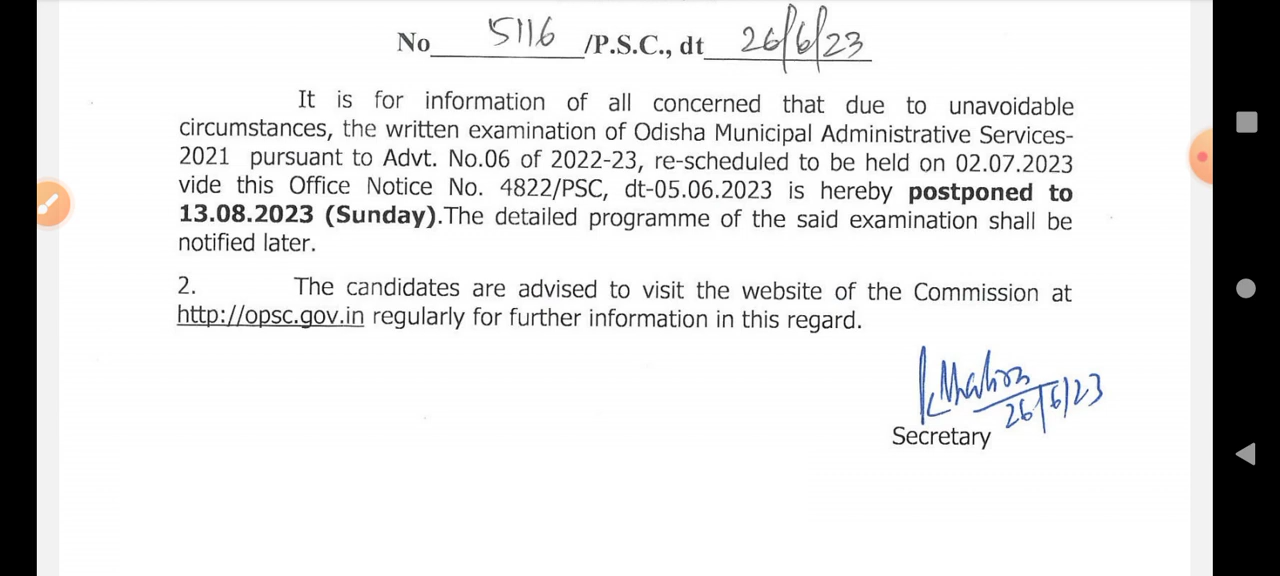 No 5116 /P.S.C., dt 26/6/23
It is for information of all concerned that due to unavoidable
circumstances, the written examination of Odisha Municipal Administrative Services-
2021 pursuant to Advt. No.06 of 2022-23, re-scheduled to be held on 02.07.2023
vide this Office Notice No. 4822/PSC, dt-05.06.2023 is hereby postponed to
13.08.2023 (Sunday).The detailed programme of the said examination shall be
notified later.
2. The candidates are advised to visit the website of the Commission at
http://opsc.gov.in regularly for further information in this regard.
26/6/23
Secretary